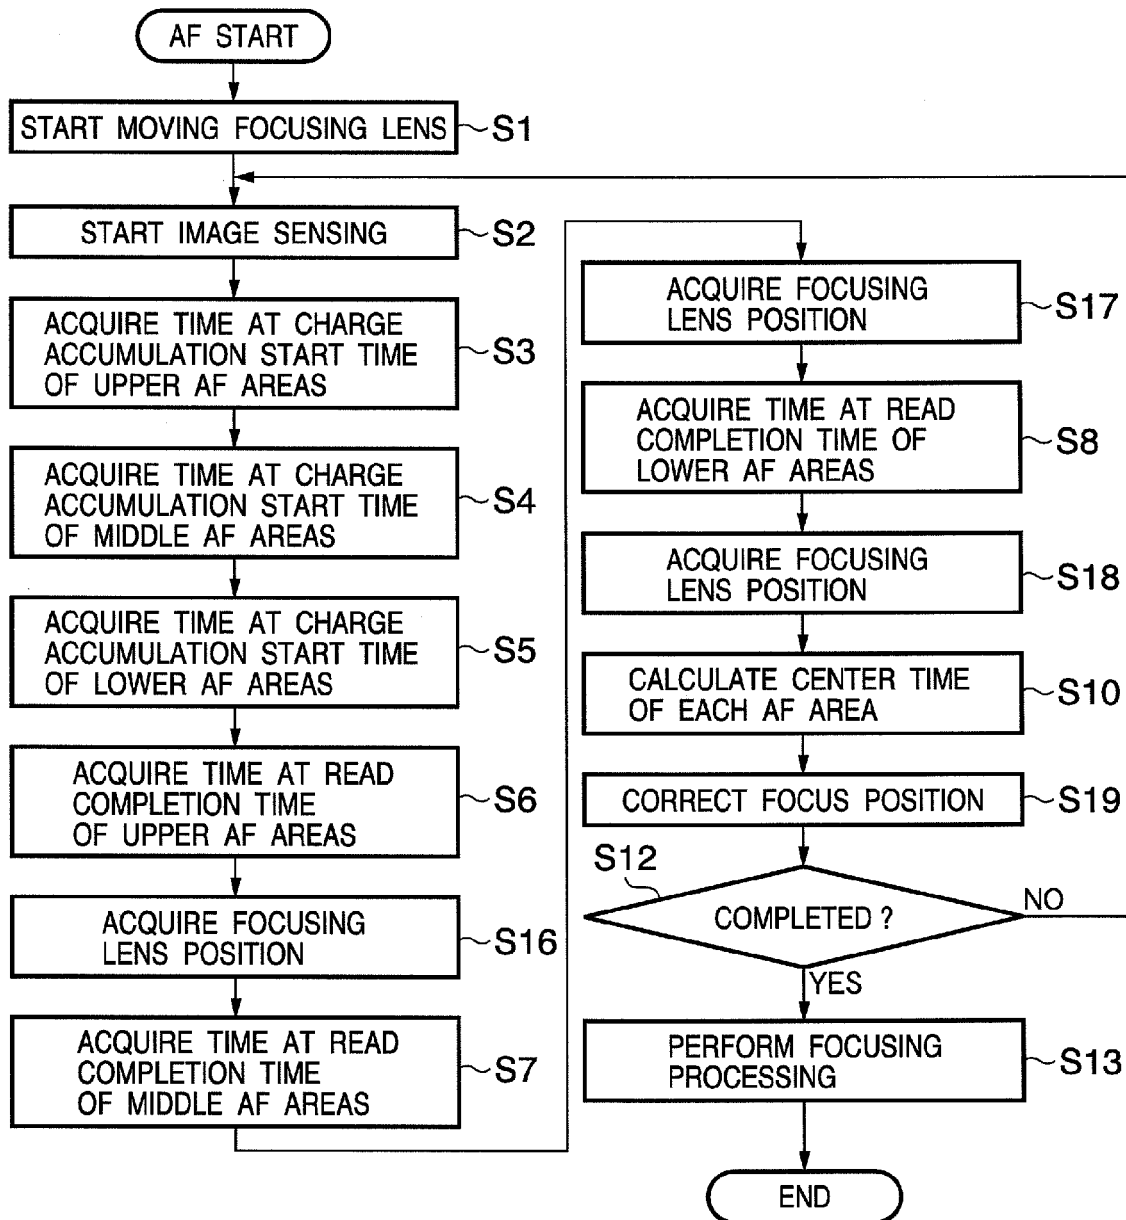 AF START
START MOVING FOCUSING LENS
S1
START IMAGE SENSING
S2
ACQUIRE TIME AT CHARGE
ACCUMULATION START TIME
OF UPPER AF AREAS
S3
ACQUIRE TIME AT CHARGE
ACCUMULATION START TIME
OF MIDDLE AF AREAS
S4
ACQUIRE TIME AT CHARGE
ACCUMULATION START TIME
OF LOWER AF AREAS
S5
ACQUIRE TIME AT READ
COMPLETION TIME
OF UPPER AF AREAS
S6
ACQUIRE FOCUSING
LENS POSITION
S16
ACQUIRE TIME AT READ
COMPLETION TIME
OF MIDDLE AF AREAS
S7
ACQUIRE FOCUSING
LENS POSITION
S17
ACQUIRE TIME AT READ
COMPLETION TIME OF
LOWER AF AREAS
S8
ACQUIRE FOCUSING
LENS POSITION
S18
CALCULATE CENTER TIME
OF EACH AF AREA
S10
CORRECT FOCUS POSITION
S19
S12
COMPLETED ?
NO
YES
PERFORM FOCUSING
PROCESSING
S13
END